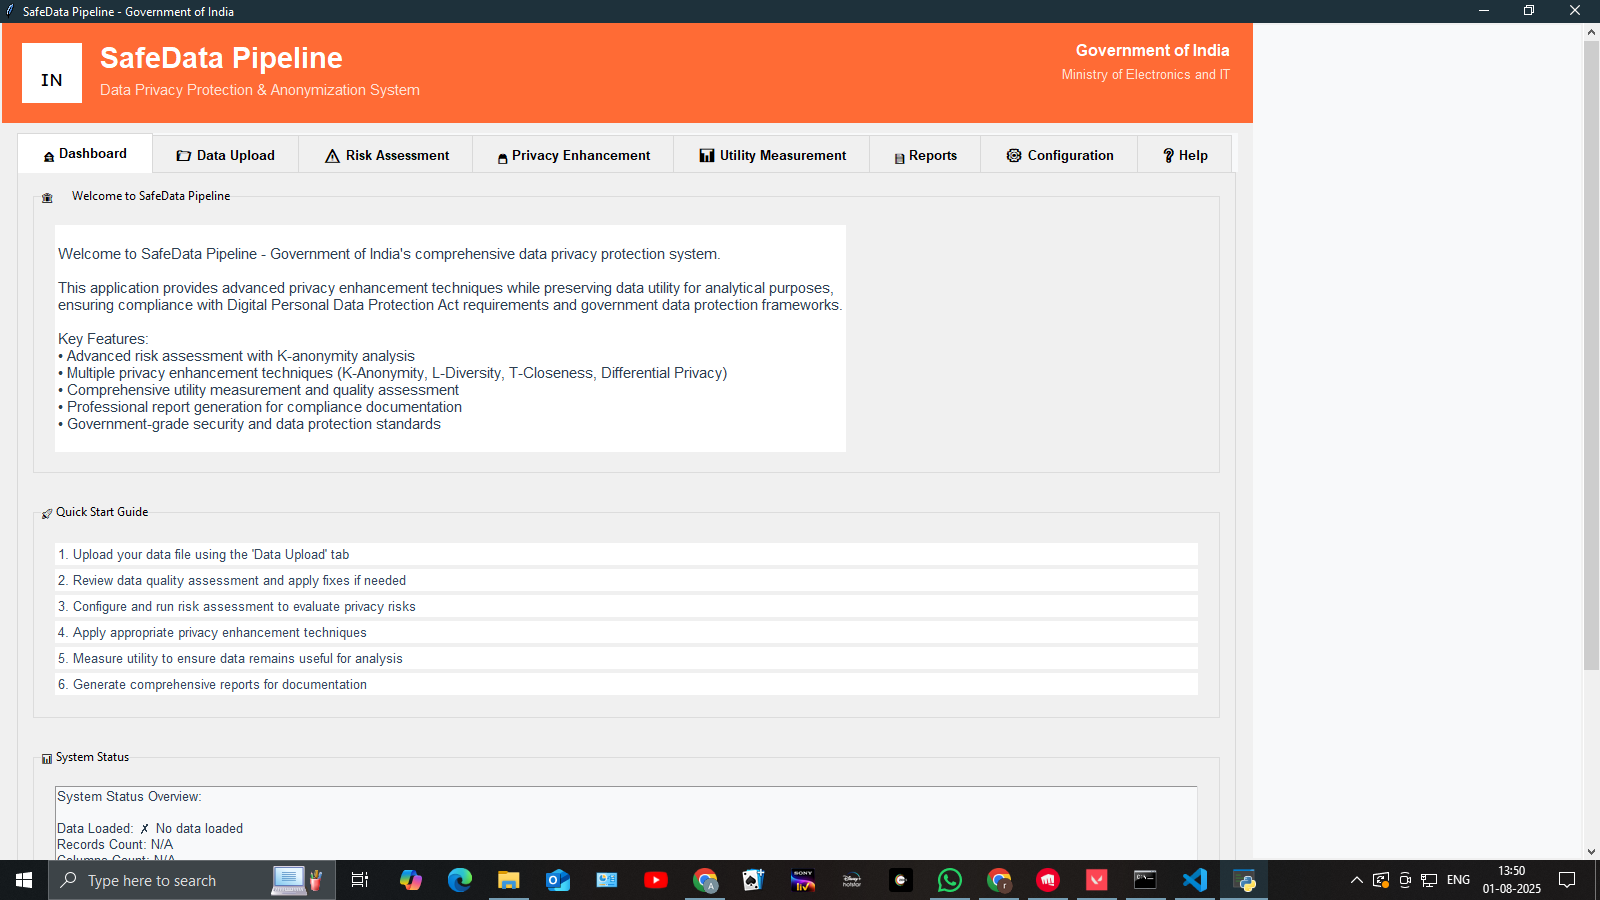 SafeData Pipeline - Government of India
IN
SafeData Pipeline
Data Privacy Protection & Anonymization System
Government of India
Ministry of Electronics and IT
Dashboard
Data Upload
Risk Assessment
Privacy Enhancement
Utility Measurement
Reports
Configuration
Help
Welcome to SafeData Pipeline
Welcome to SafeData Pipeline - Government of India's comprehensive data privacy protection system.
This application provides advanced privacy enhancement techniques while preserving data utility for analytical purposes,
ensuring compliance with Digital Personal Data Protection Act requirements and government data protection frameworks.
Key Features:
• Advanced risk assessment with K-anonymity analysis
• Multiple privacy enhancement techniques (K-Anonymity, L-Diversity, T-Closeness, Differential Privacy)
• Comprehensive utility measurement and quality assessment
• Professional report generation for compliance documentation
• Government-grade security and data protection standards
Quick Start Guide
1. Upload your data file using the 'Data Upload' tab
2. Review data quality assessment and apply fixes if needed
3. Configure and run risk assessment to evaluate privacy risks
4. Apply appropriate privacy enhancement techniques
5. Measure utility to ensure data remains useful for analysis
6. Generate comprehensive reports for documentation
System Status
System Status Overview:
Data Loaded: ✗ No data loaded
Records Count: N/A
Columns Count: N/A
Type here to search
ENG
13:50
01-08-2025